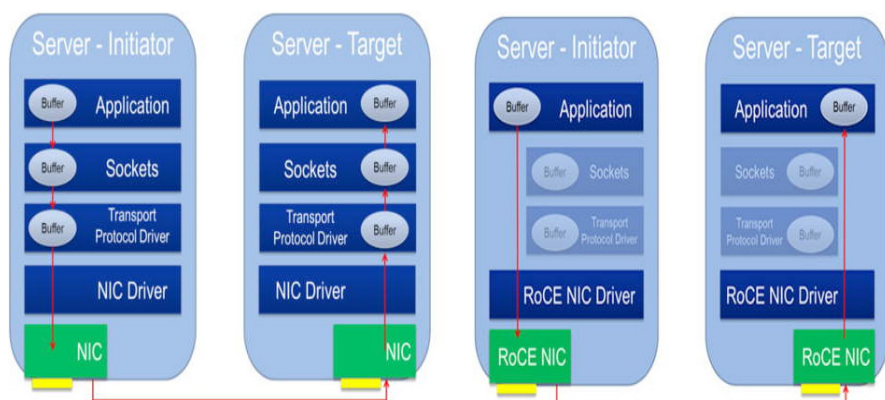 Server - Initiator
Buffer Application
Buffer Sockets
Buffer Transport
Protocol Driver
NIC Driver
NIC
Server - Target
Application Buffer
Sockets Buffer
Transport
Protocol Driver Buffer
NIC Driver
NIC
Server - Initiator
Buffer Application
Buffer Sockets
Buffer Transport
Protocol Driver
RoCE NIC Driver
RoCE NIC
Server - Target
Application Buffer
Sockets Buffer
Transport
Protocol Driver Buffer
RoCE NIC Driver
RoCE NIC